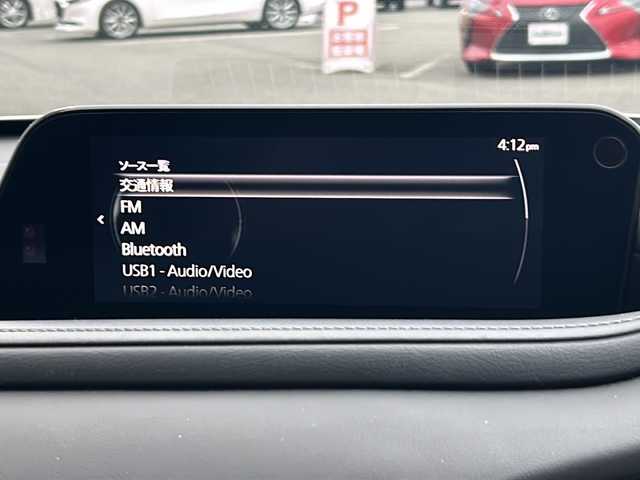 P
4:12pm
ソース一覧
交通情報
FM
AM
Bluetooth
USB1 - Audio/Video
USB2 - Audio/Video